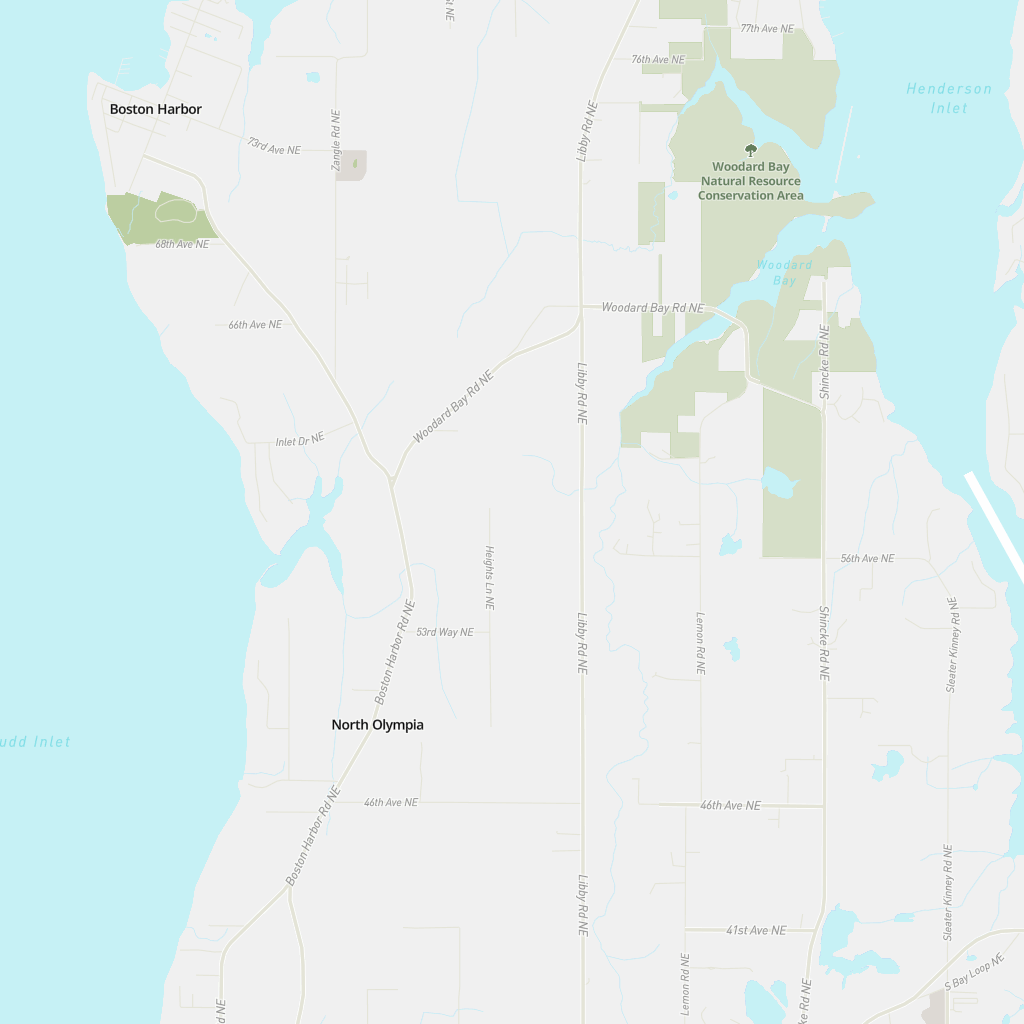 77th Ave NE
76th Ave NE
Henderson
Inlet
Boston Harbor
Libby Rd NE
Zangle Rd NE
73rd Ave NE
Woodard Bay
Natural Resource
Conservation Area
68th Ave NE
Woodard
Bay
Woodard Bay Rd NE
66th Ave NE
Shincke Rd NE
Libby Rd NE
Woodard Bay Rd NE
Inlet Dr NE
56th Ave NE
Heights Ln NE
53rd Way NE
Boston Harbor Rd NE
Libby Rd NE
Lemon Rd NE
Shincke Rd NE
Sleater Kinney Rd NE
North Olympia
udd Inlet
46th Ave NE
46th Ave NE
Boston Harbor Rd NE
Libby Rd NE
Sleater Kinney Rd NE
41st Ave NE
Lemon Rd NE
S Bay Loop NE
ke Rd NE
d NE